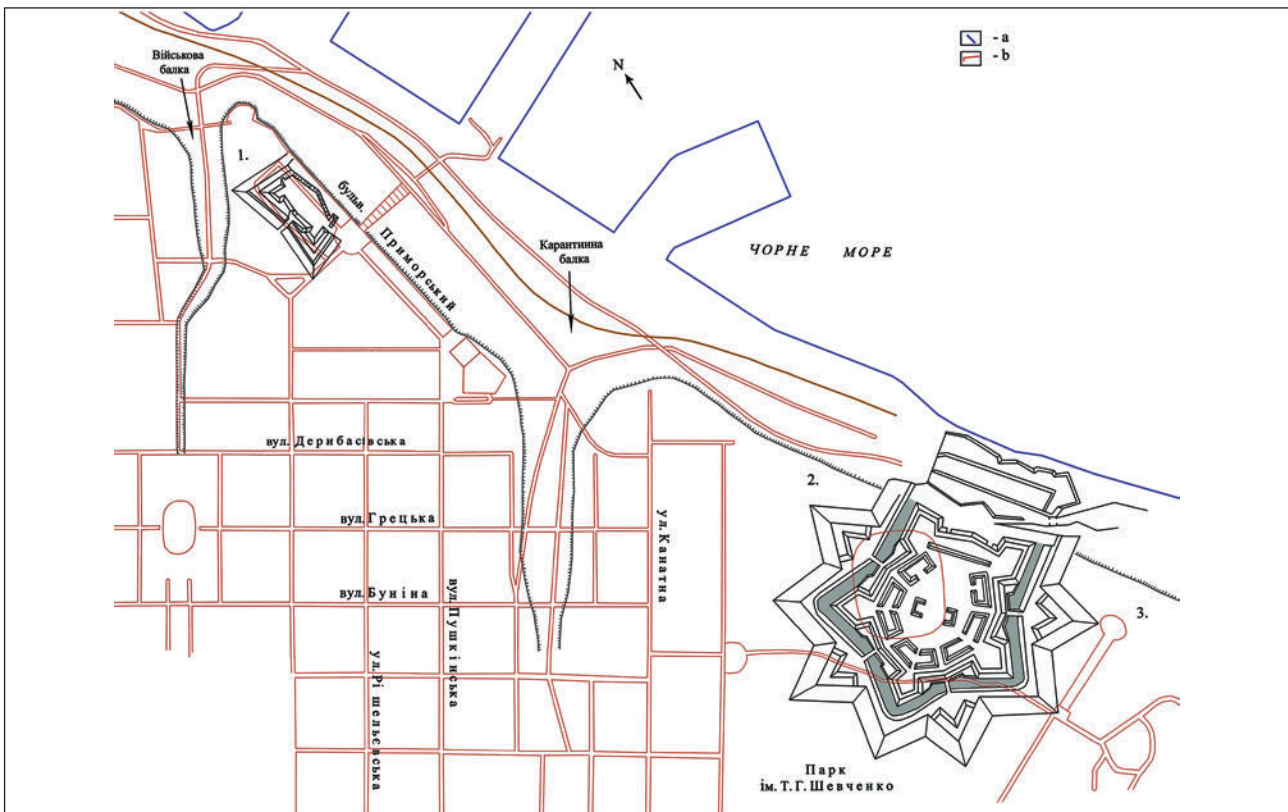 - a
- b
N
Військова
балка
1.
бульв.
Приморський
Карантинна
балка
ЧОРНЕ МОРЕ
вул. Дерибасівська
2.
вул. Грецька
ул. Канатна
вул. Буніна
вул. Пушкінська
3.
ул. Рішельєвська
Парк
ім. Т.Г. Шевченко